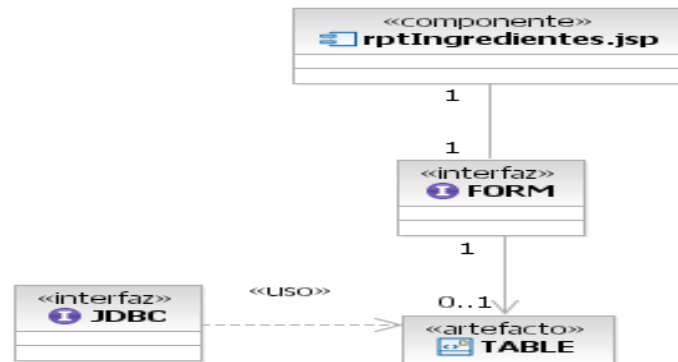 «componente»
rptIngredientes.jsp
1
1
«interfaz»
FORM
1
«uso»
0..1
«interfaz»
JDBC
«artefacto»
TABLE